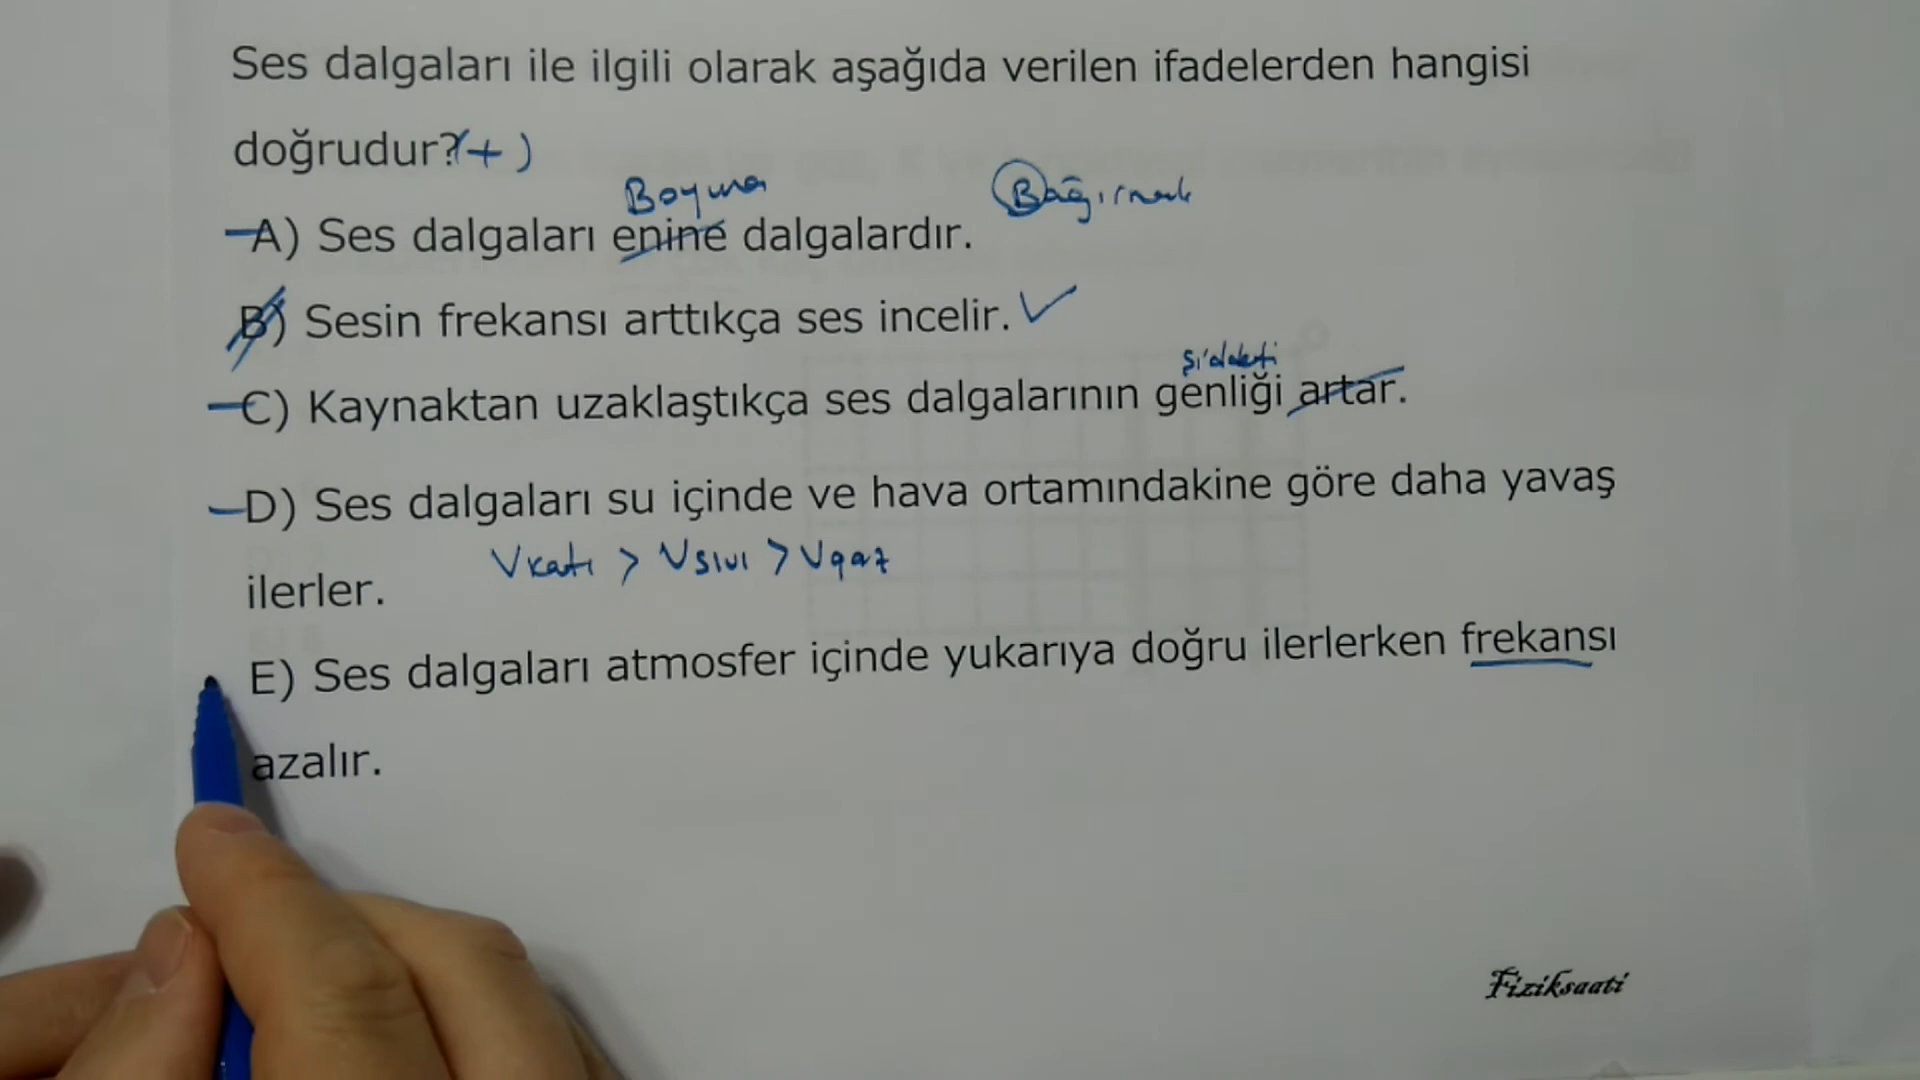 Ses dalgaları ile ilgili olarak aşağıda verilen ifadelerden hangisi
doğrudur? (+)
Boyuna
Bağırmak
A) Ses dalgaları enine dalgalardır.
B) Sesin frekansı arttıkça ses incelir. ✓
şiddeti
C) Kaynaktan uzaklaştıkça ses dalgalarının genliği artar.
D) Ses dalgaları su içinde ve hava ortamındakine göre daha yavaş
Vkatı > Vsıvı > Vgaz
ilerler.
E) Ses dalgaları atmosfer içinde yukarıya doğru ilerlerken frekansı
azalır.
Fiziksaati